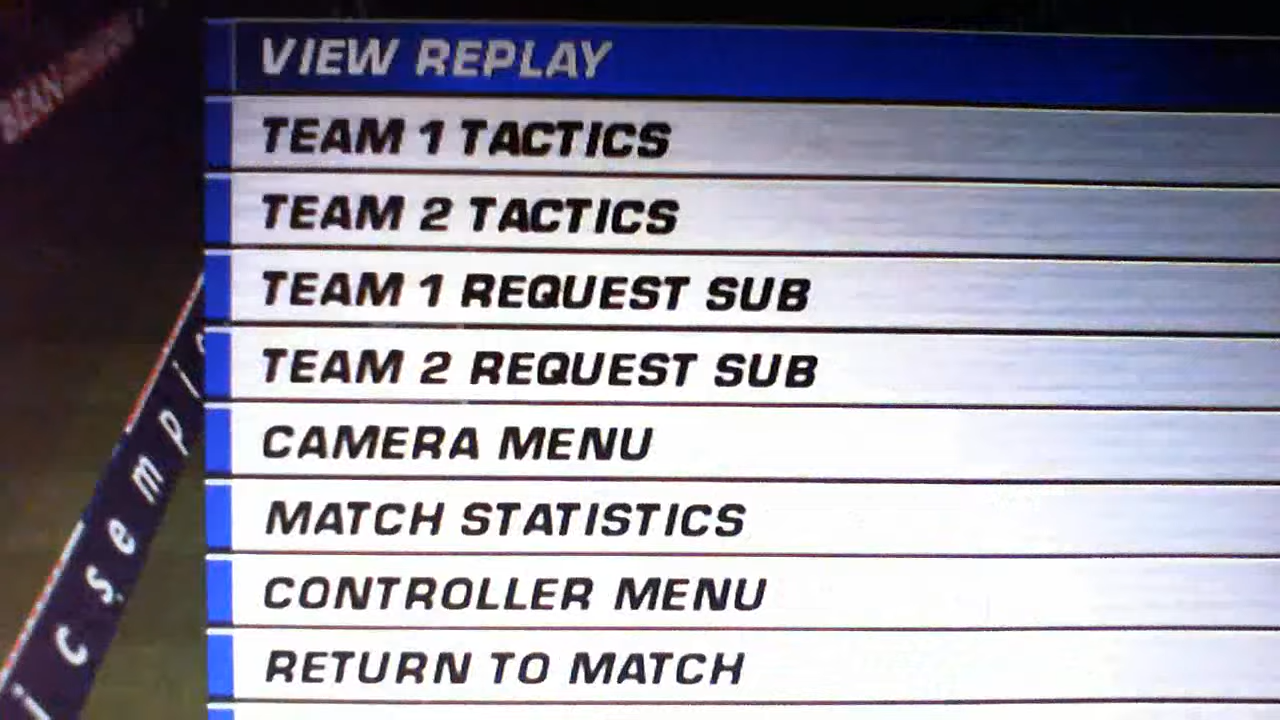 VIEW REPLAY
TEAM 1 TACTICS
TEAM 2 TACTICS
TEAM 1 REQUEST SUB
TEAM 2 REQUEST SUB
CAMERA MENU
MATCH STATISTICS
CONTROLLER MENU
RETURN TO MATCH